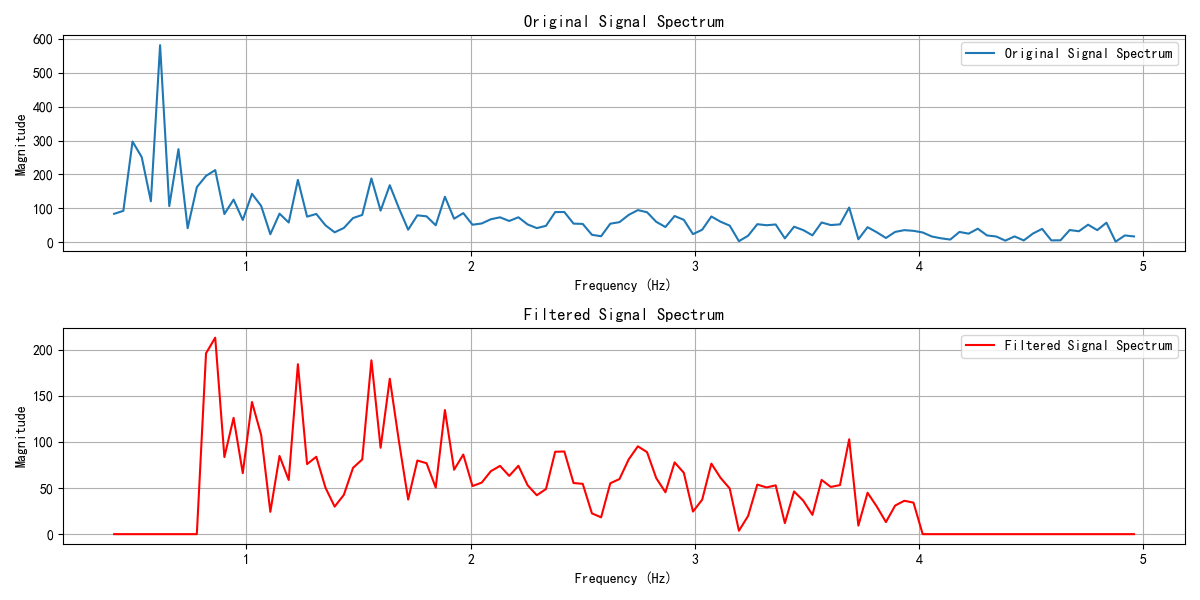 Original Signal Spectrum
600
500
400
300
200
100
0
Magnitude
Original Signal Spectrum
1 2 3 4 5
Frequency (Hz)
Filtered Signal Spectrum
200
150
100
50
0
Magnitude
Filtered Signal Spectrum
1 2 3 4 5
Frequency (Hz)